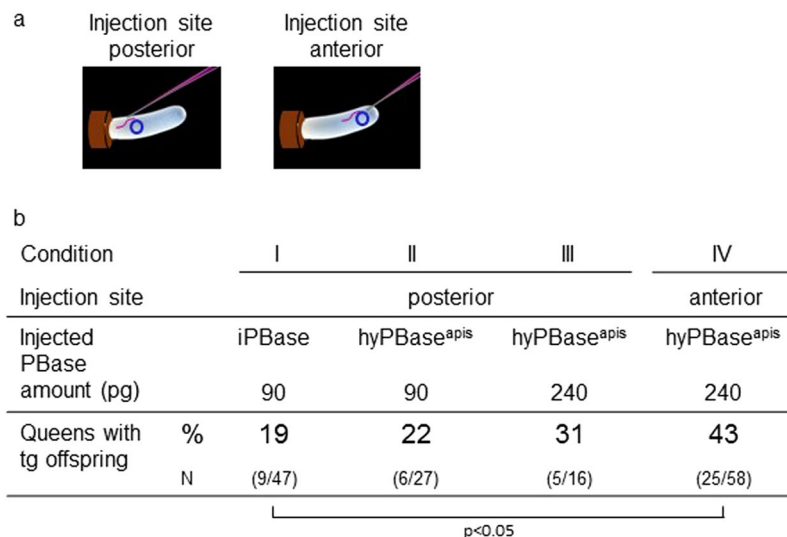 a
Injection site posterior
Injection site anterior
b
Condition I II III IV
Injection site posterior anterior
Injected PBase amount (pg)
iPBase hyPBaseapis hyPBaseapis hyPBaseapis
90 90 240 240
Queens with tg offspring
% 19 22 31 43
N (9/47) (6/27) (5/16) (25/58)
p<0.05